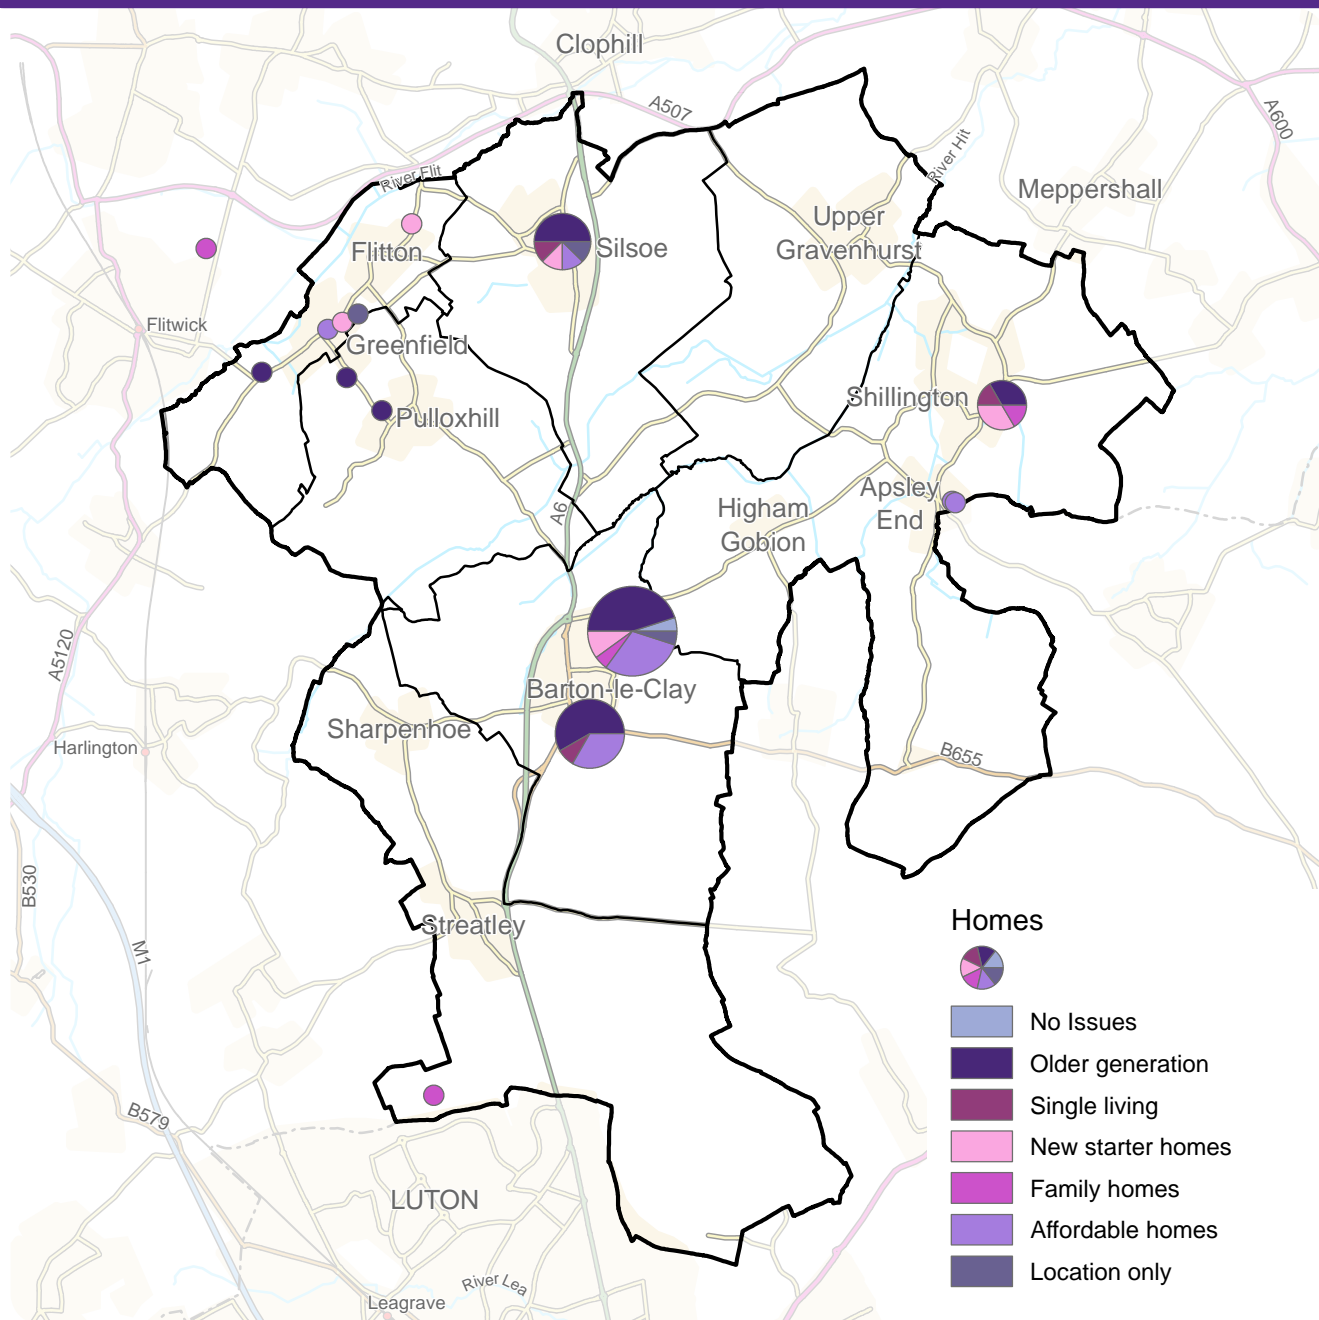 Clophill
A507
A600
River Hit
River Flit
Meppershall
Upper
Gravenhurst
Flitton
Silsoe
Flitwick
Greenfield
Pulloxhill
Shillington
Apsley
End
A6
Higham
Gobion
A5120
Barton-le-Clay
Sharpenhoe
Harlington
B655
B530
M1
Streatley
B579
LUTON
River Lea
Leagrave
Homes
No Issues
Older generation
Single living
New starter homes
Family homes
Affordable homes
Location only